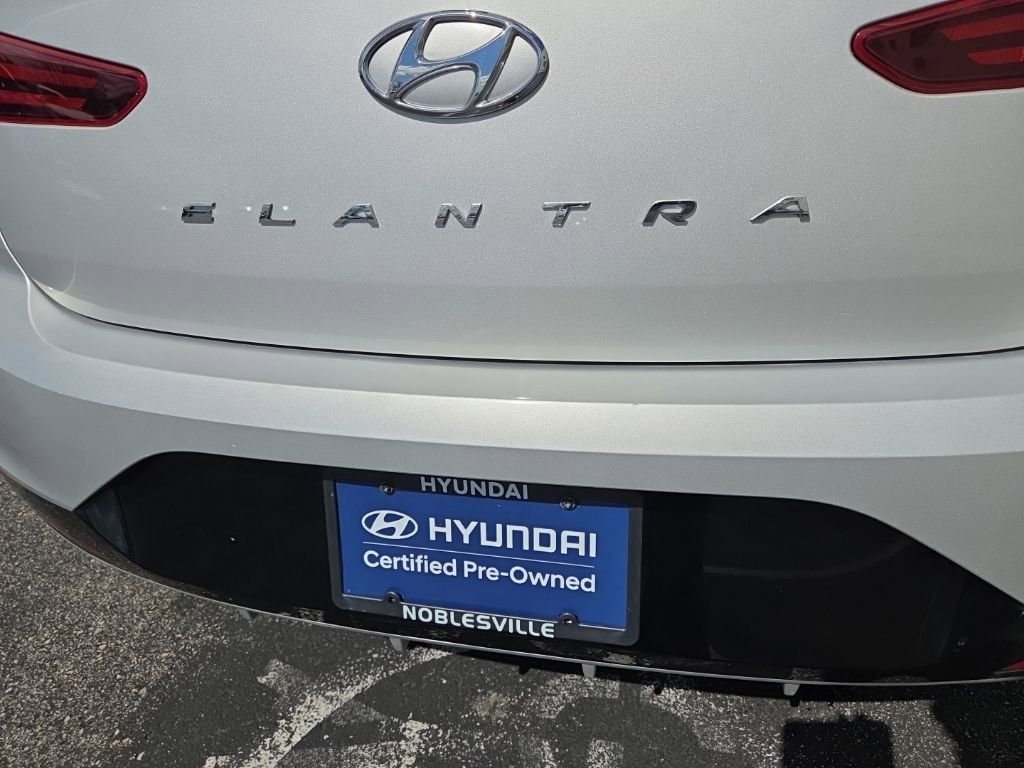 ELANTRA
HYUNDAI
HYUNDAI
Certified Pre-Owned
NOBLESVILLE